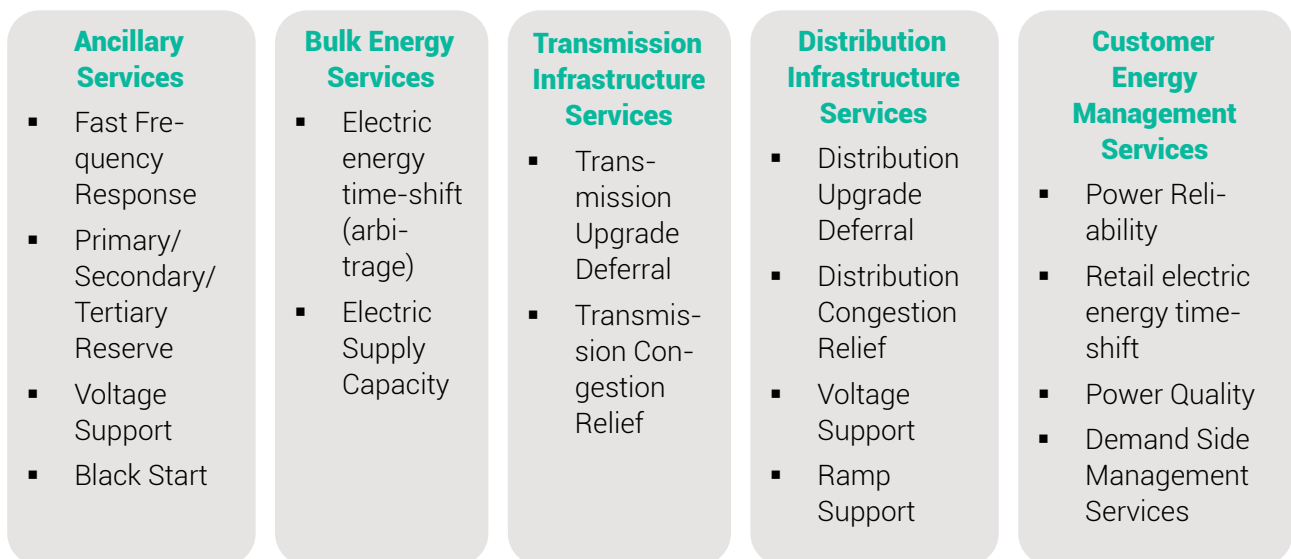 Ancillary
Services
▪ Fast Fre-
quency
Response
▪ Primary/
Secondary/
Tertiary
Reserve
▪ Voltage
Support
▪ Black Start
Bulk Energy
Services
▪ Electric
energy
time-shift
(arbi-
trage)
▪ Electric
Supply
Capacity
Transmission
Infrastructure
Services
▪ Trans-
mission
Upgrade
Deferral
▪ Transmis-
sion Con-
gestion
Relief
Distribution
Infrastructure
Services
▪ Distribution
Upgrade
Deferral
▪ Distribution
Congestion
Relief
▪ Voltage
Support
▪ Ramp
Support
Customer
Energy
Management
Services
▪ Power Reli-
ability
▪ Retail electric
energy time-
shift
▪ Power Quality
▪ Demand Side
Management
Services